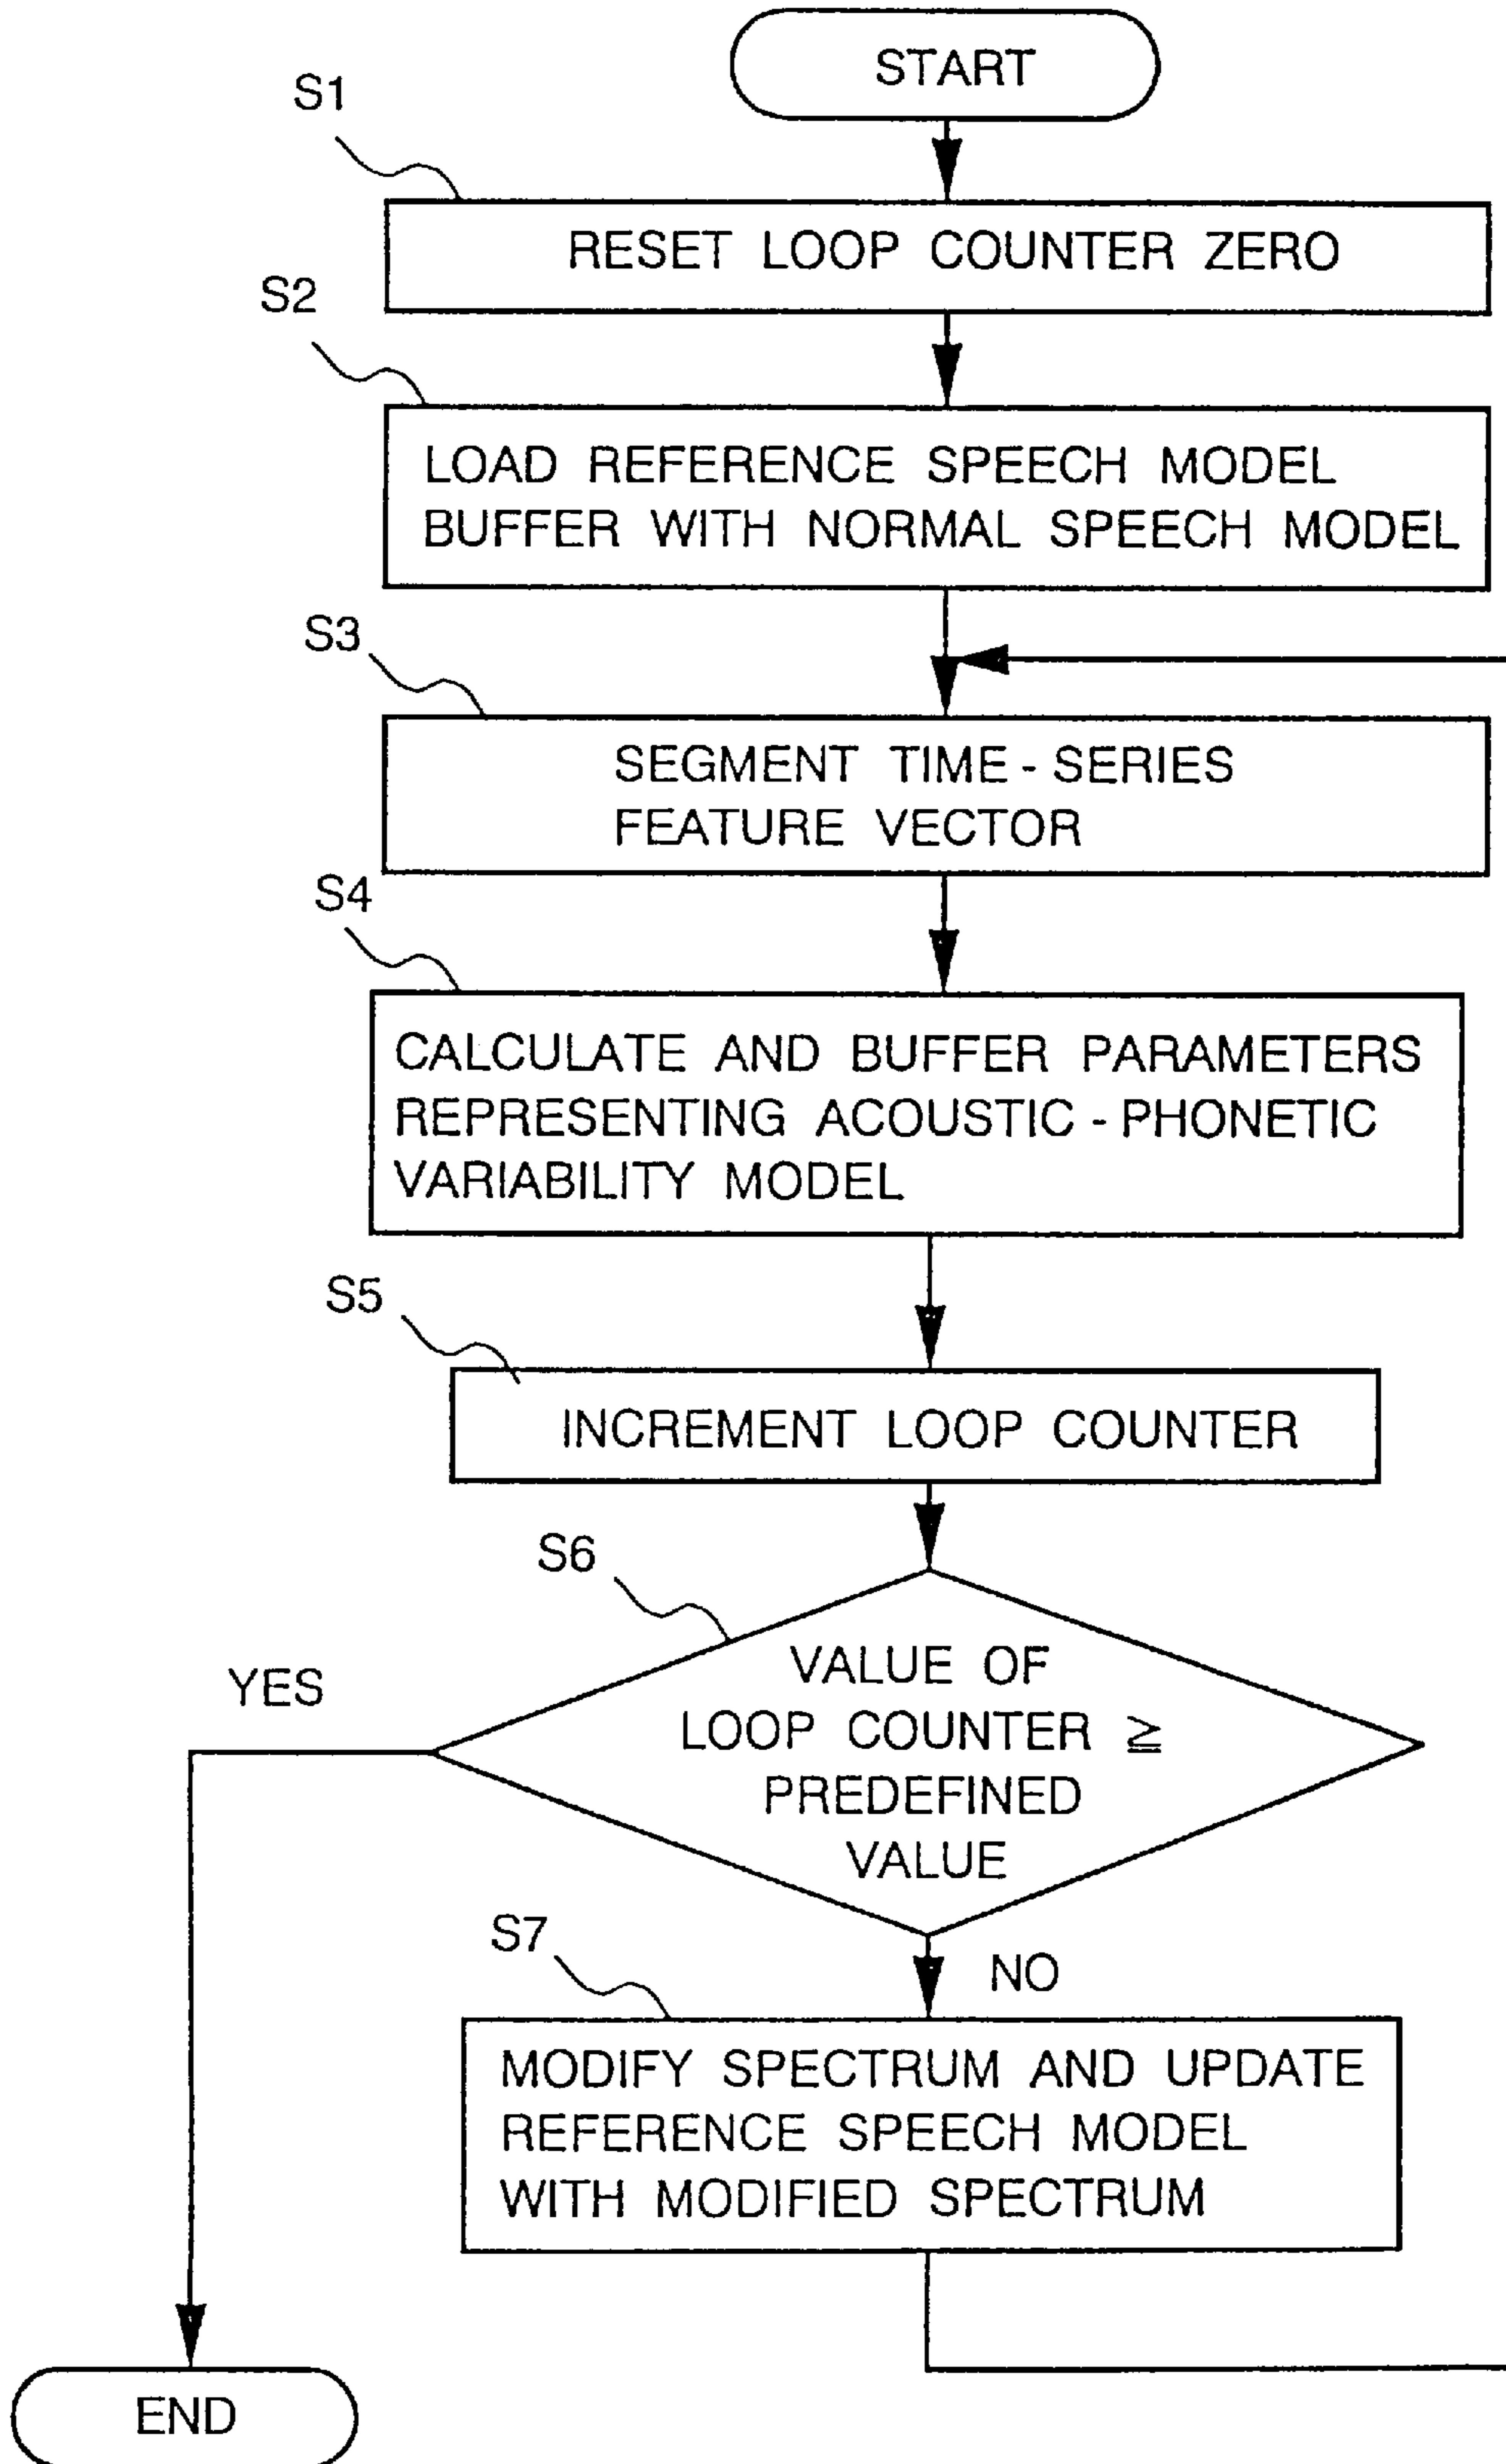 START
S1
RESET LOOP COUNTER ZERO
S2
LOAD REFERENCE SPEECH MODEL
BUFFER WITH NORMAL SPEECH MODEL
S3
SEGMENT TIME - SERIES
FEATURE VECTOR
S4
CALCULATE AND BUFFER PARAMETERS
REPRESENTING ACOUSTIC - PHONETIC
VARIABILITY MODEL
S5
INCREMENT LOOP COUNTER
S6
VALUE OF
LOOP COUNTER ≧
PREDEFINED
VALUE
YES
NO
S7
MODIFY SPECTRUM AND UPDATE
REFERENCE SPEECH MODEL
WITH MODIFIED SPECTRUM
END